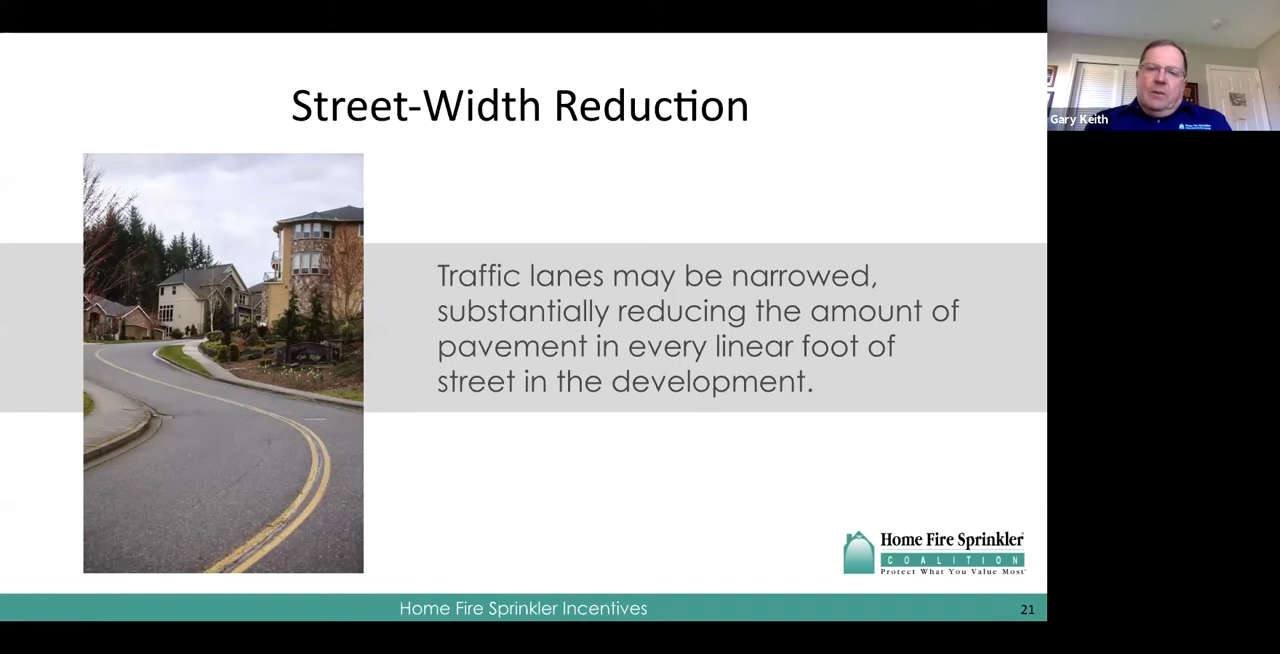 Street-Width Reduction
Gary Keith
Traffic lanes may be narrowed,
substantially reducing the amount of
pavement in every linear foot of
street in the development.
Home Fire Sprinkler
COALITION
Protect What You Value Most
Home Fire Sprinkler Incentives
21